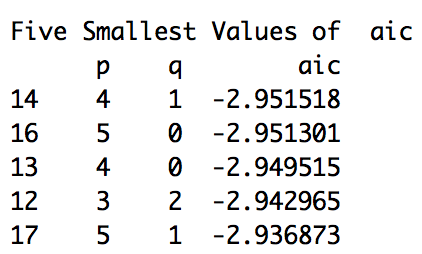 Five Smallest Values of  aic
      p    q        aic
14    4    1  -2.951518
16    5    0  -2.951301
13    4    0  -2.949515
12    3    2  -2.942965
17    5    1  -2.936873